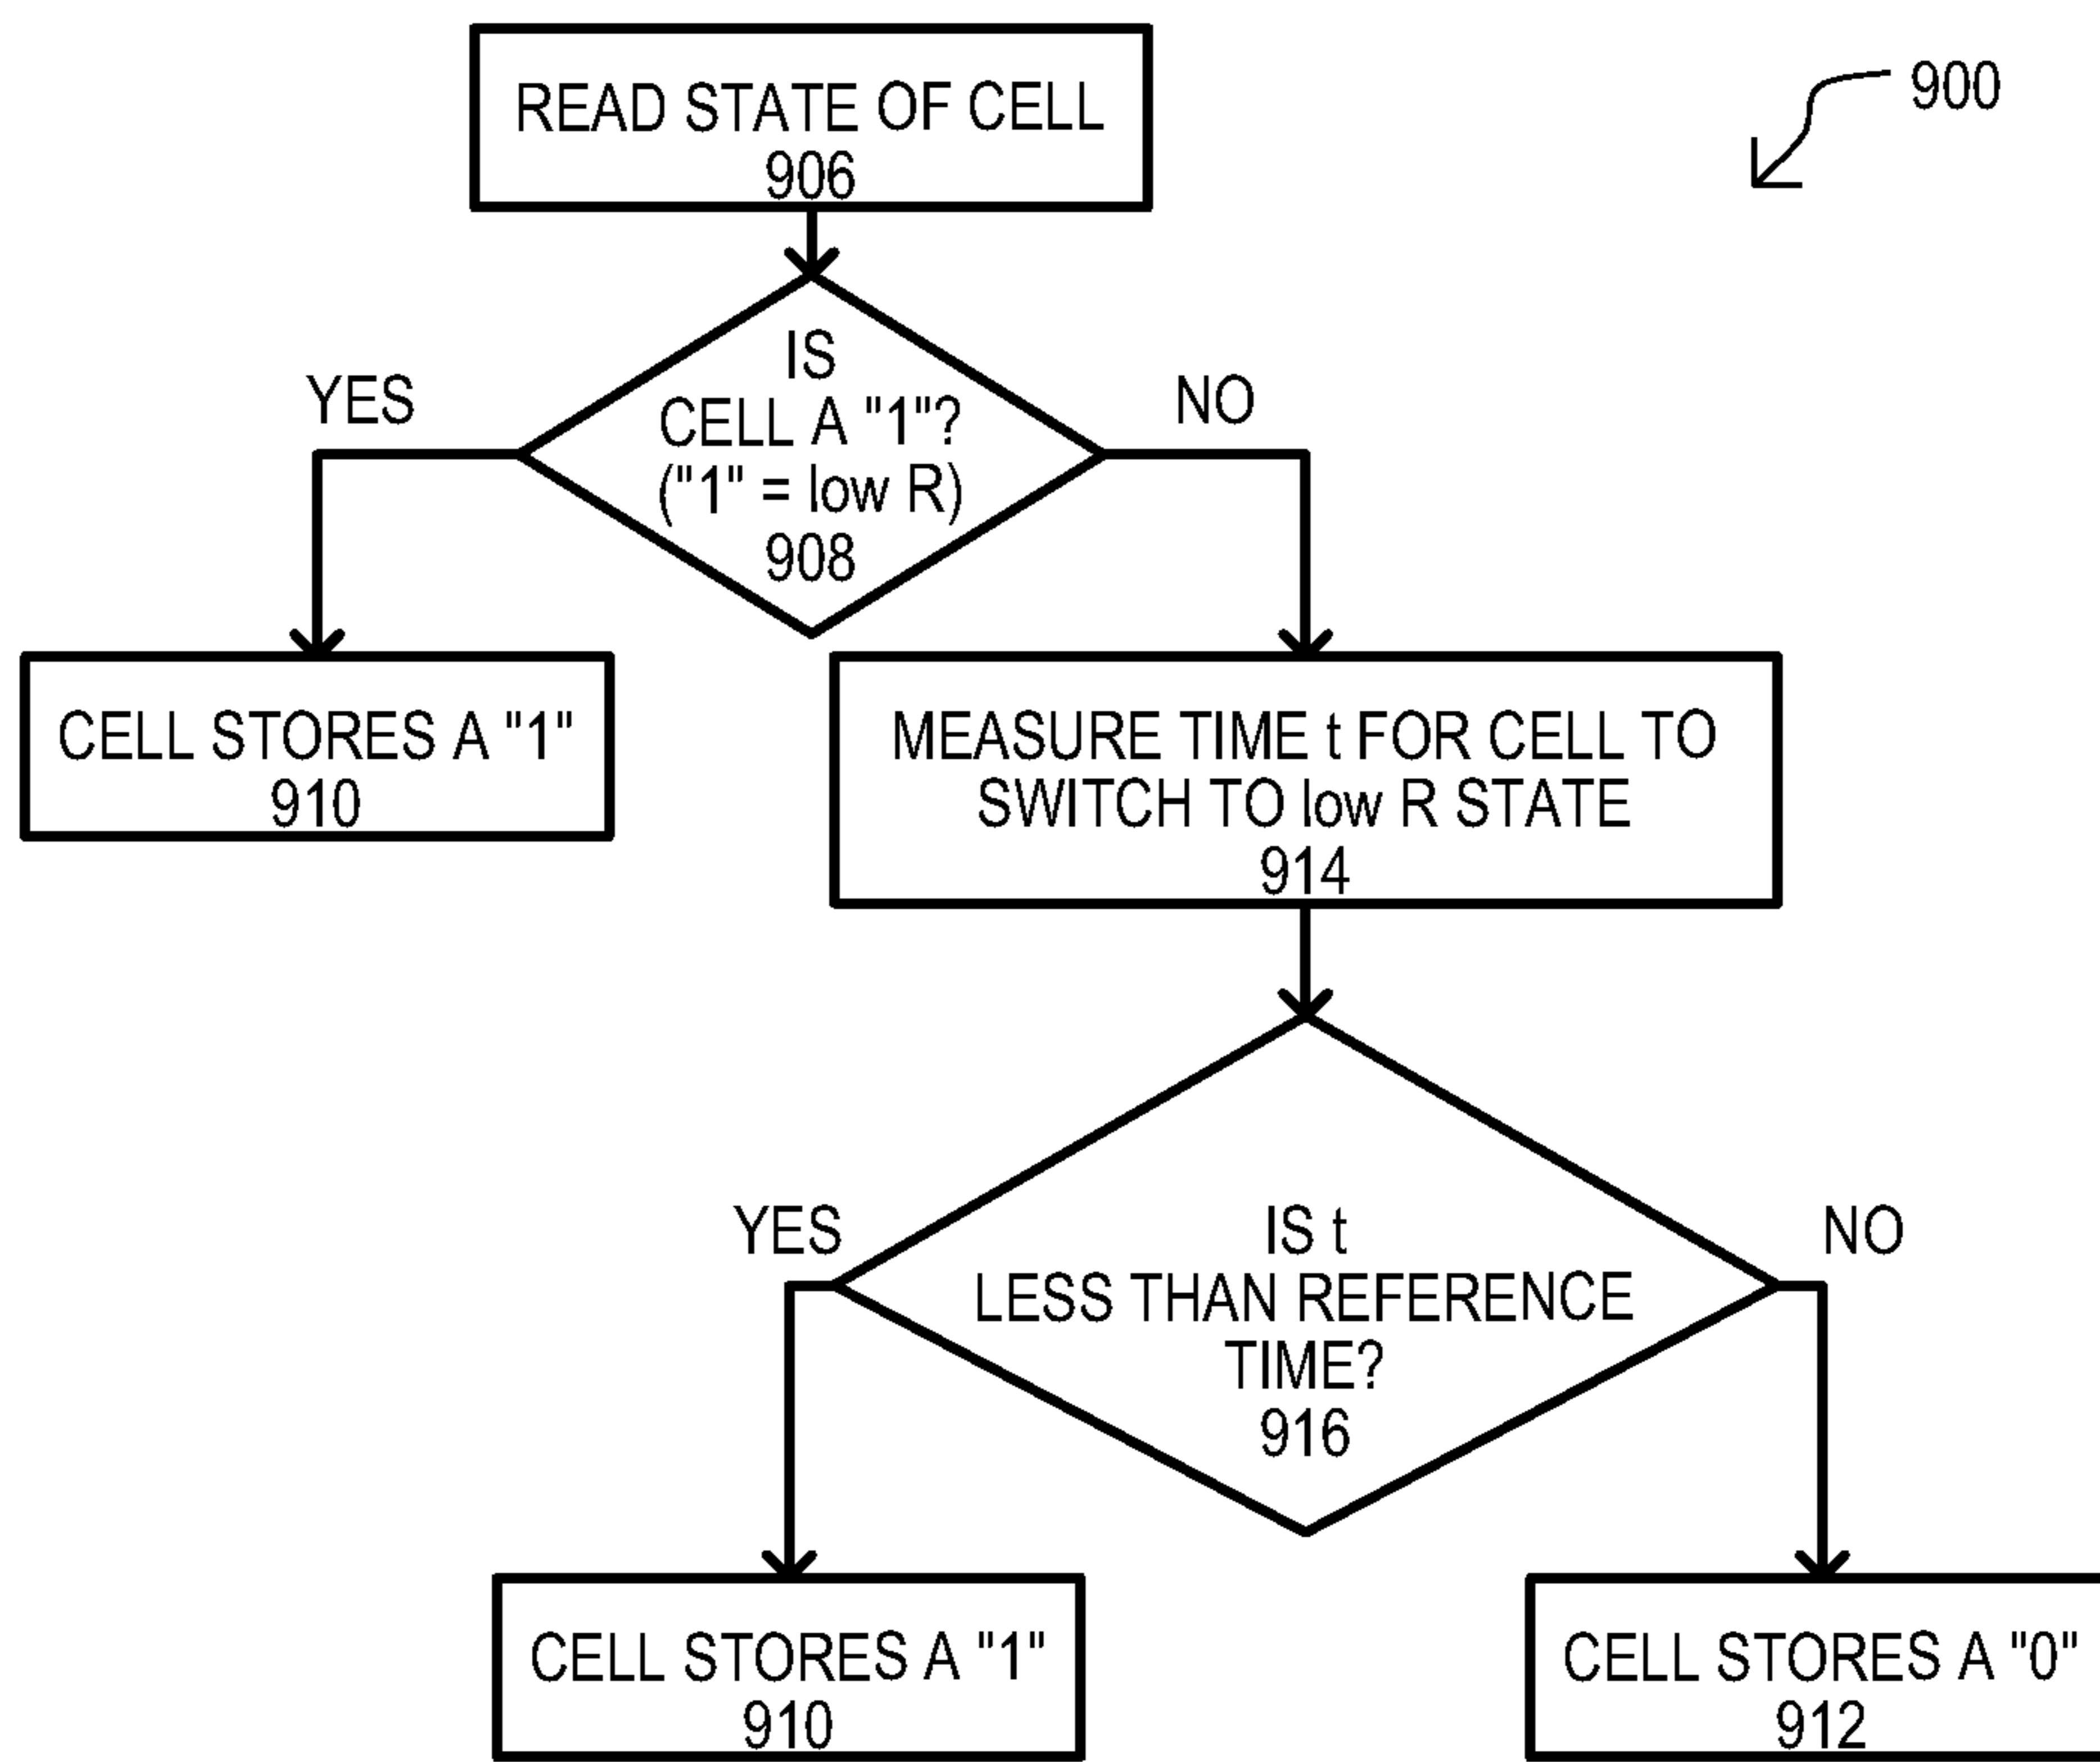 READ STATE OF CELL
906
900
IS
CELL A "1"?
("1" = low R)
908
YES
NO
CELL STORES A "1"
910
MEASURE TIME t FOR CELL TO
SWITCH TO low R STATE
914
IS t
LESS THAN REFERENCE
TIME?
916
YES
NO
CELL STORES A "1"
910
CELL STORES A "0"
912